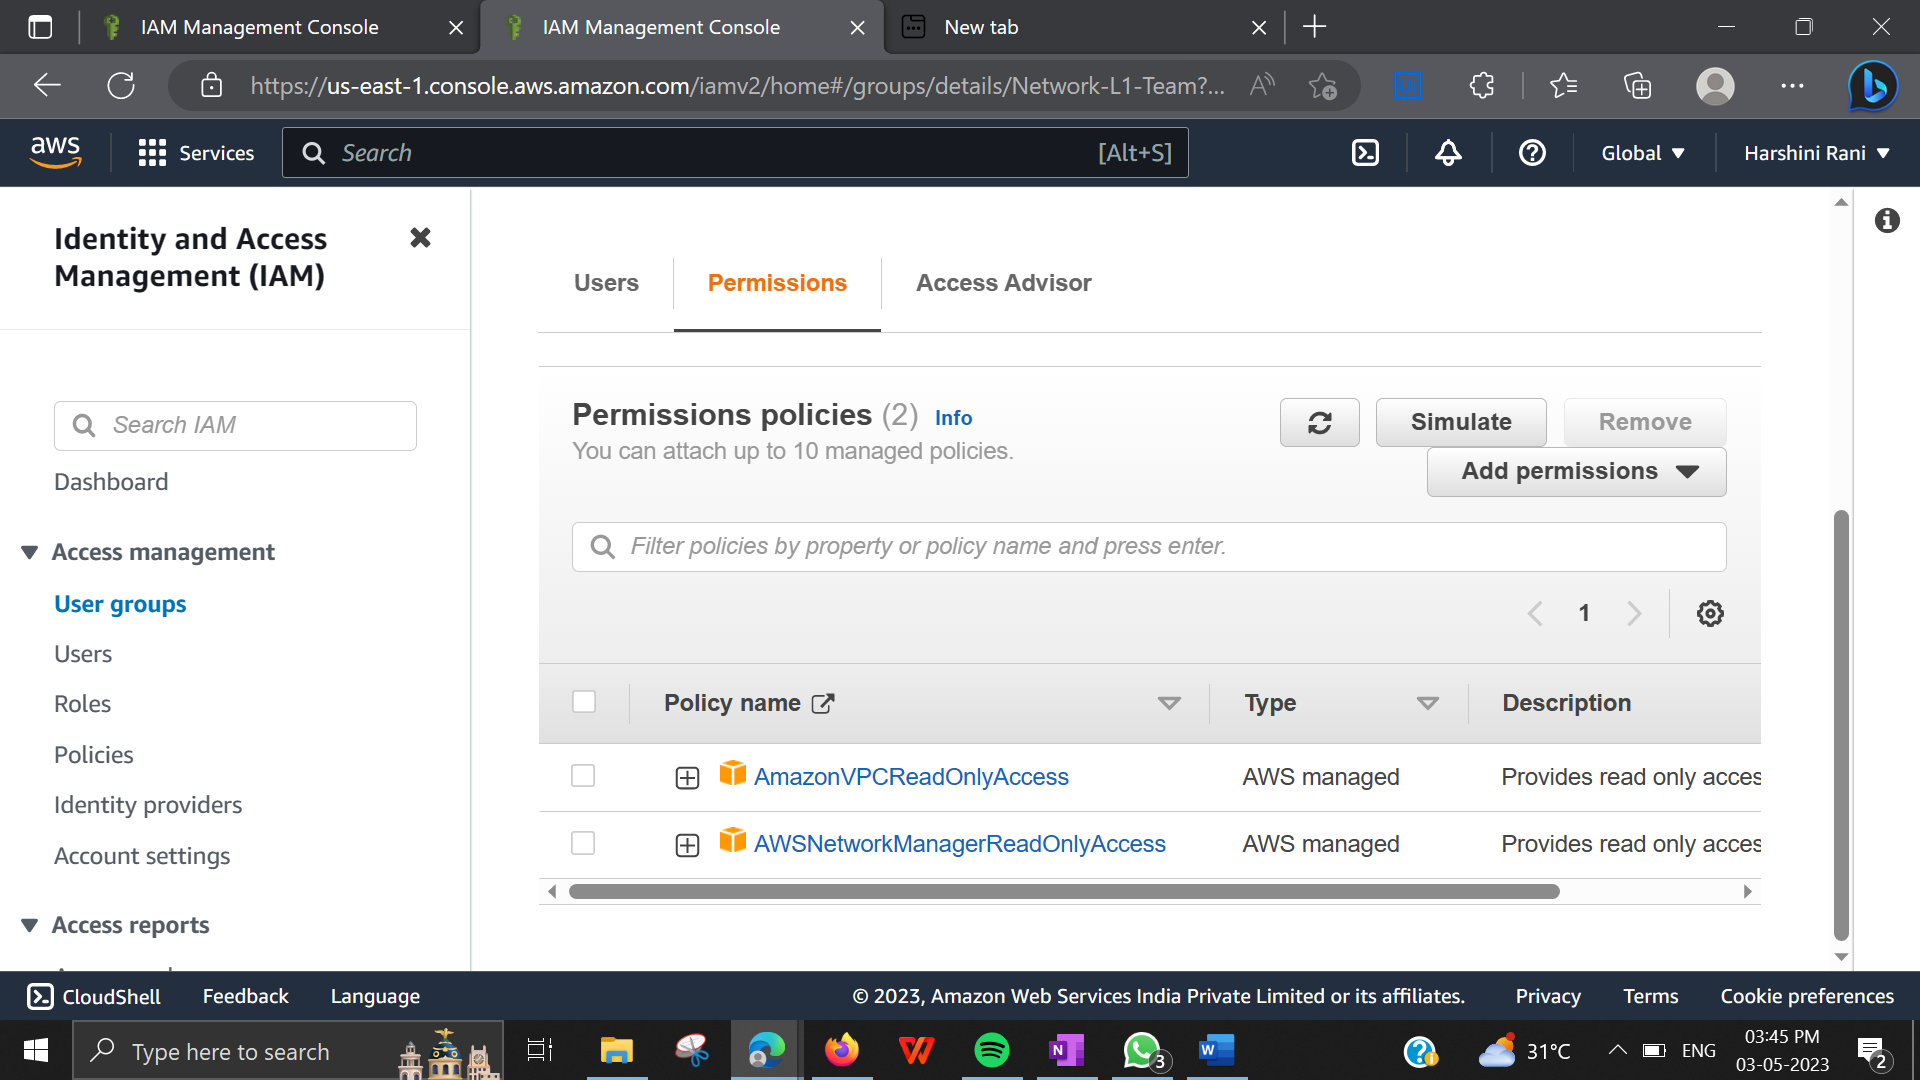 IAM Management Console
IAM Management Console
New tab
https://us-east-1.console.aws.amazon.com/iamv2/home#/groups/details/Network-L1-Team?...
aws
Services
Search
[Alt+S]
Global
Harshini Rani
Identity and Access
Management (IAM)
Search IAM
Dashboard
Access management
User groups
Users
Roles
Policies
Identity providers
Account settings
Access reports
Users
Permissions
Access Advisor
Permissions policies (2) Info
You can attach up to 10 managed policies.
Simulate
Remove
Add permissions
Filter policies by property or policy name and press enter.
1
Policy name
Type
Description
AmazonVPCReadOnlyAccess
AWS managed
Provides read only acces
AWSNetworkManagerReadOnlyAccess
AWS managed
Provides read only acces
CloudShell
Feedback
Language
© 2023, Amazon Web Services India Private Limited or its affiliates.
Privacy
Terms
Cookie preferences
Type here to search
3
31°C
ENG
03:45 PM
03-05-2023
2